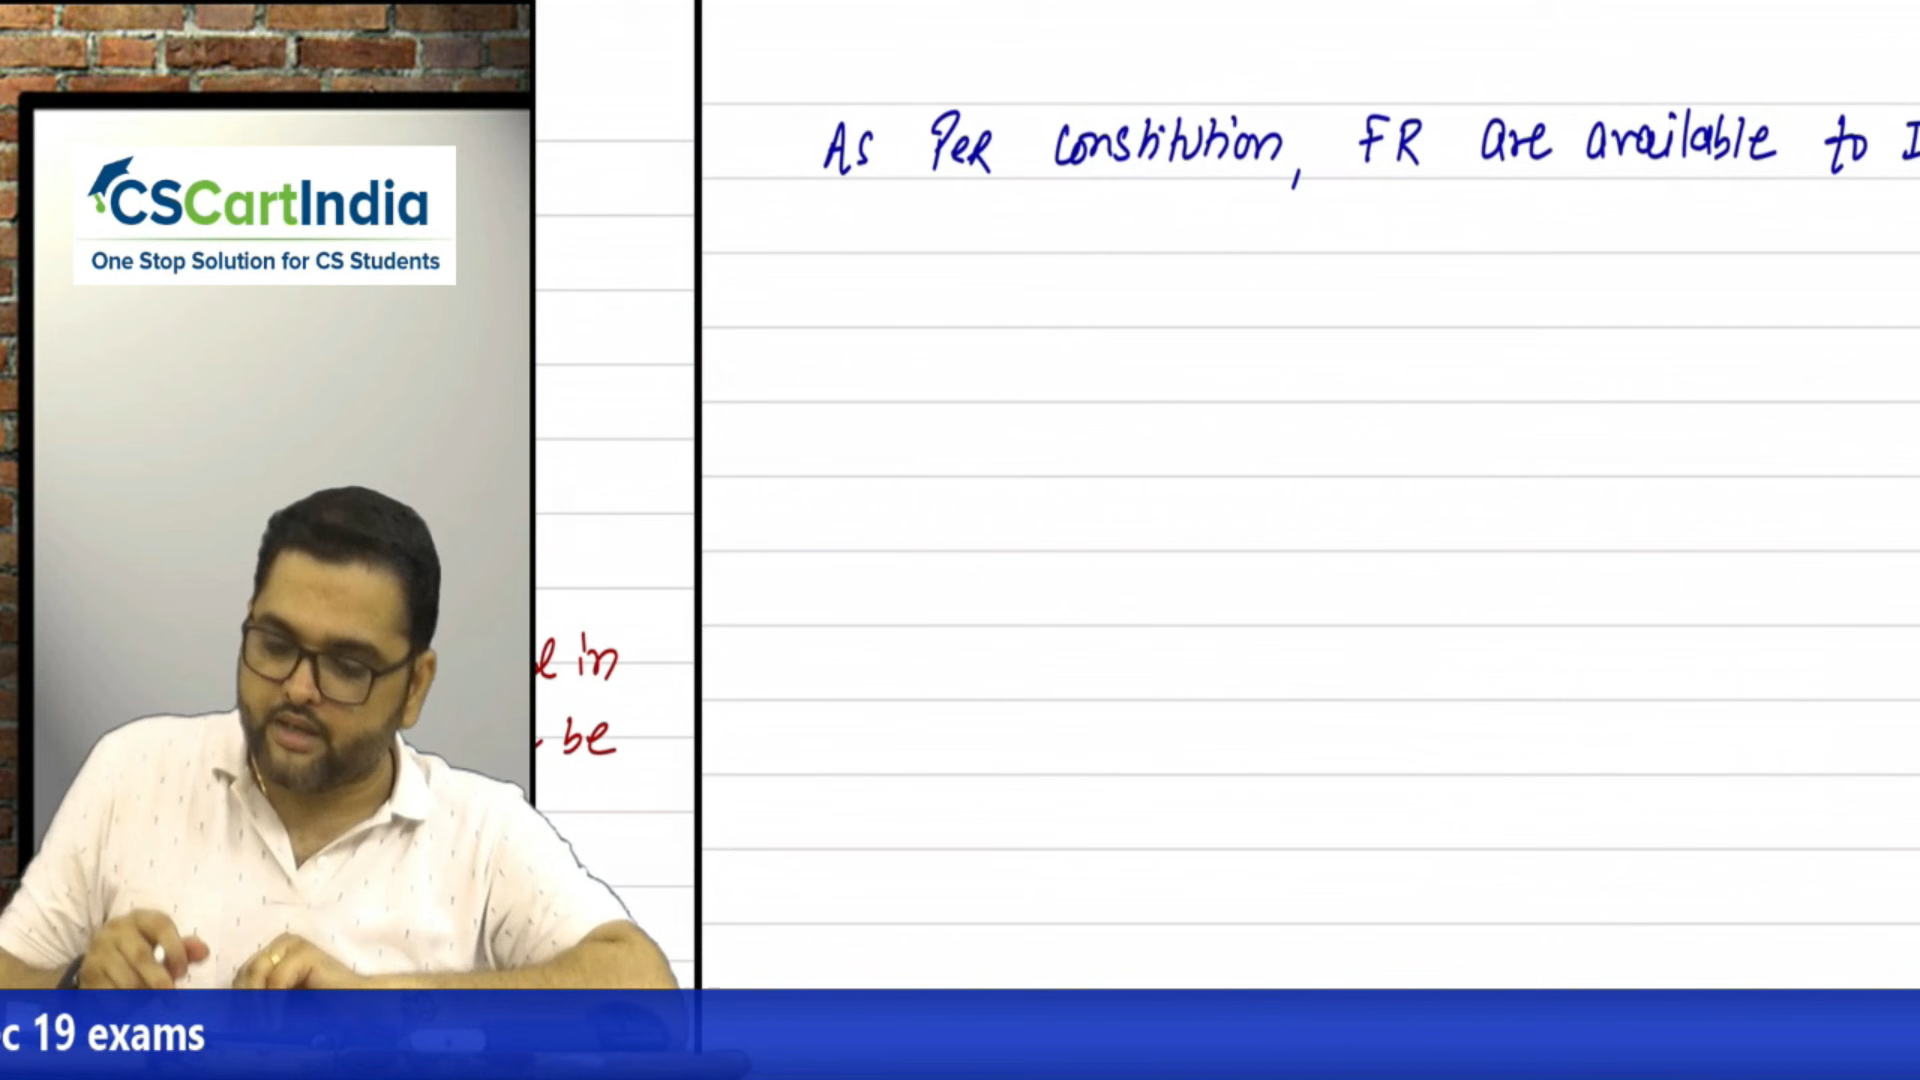 CSCartIndia
One Stop Solution for CS Students
As Per constitution, FR are available to I
in
be
c 19 exams